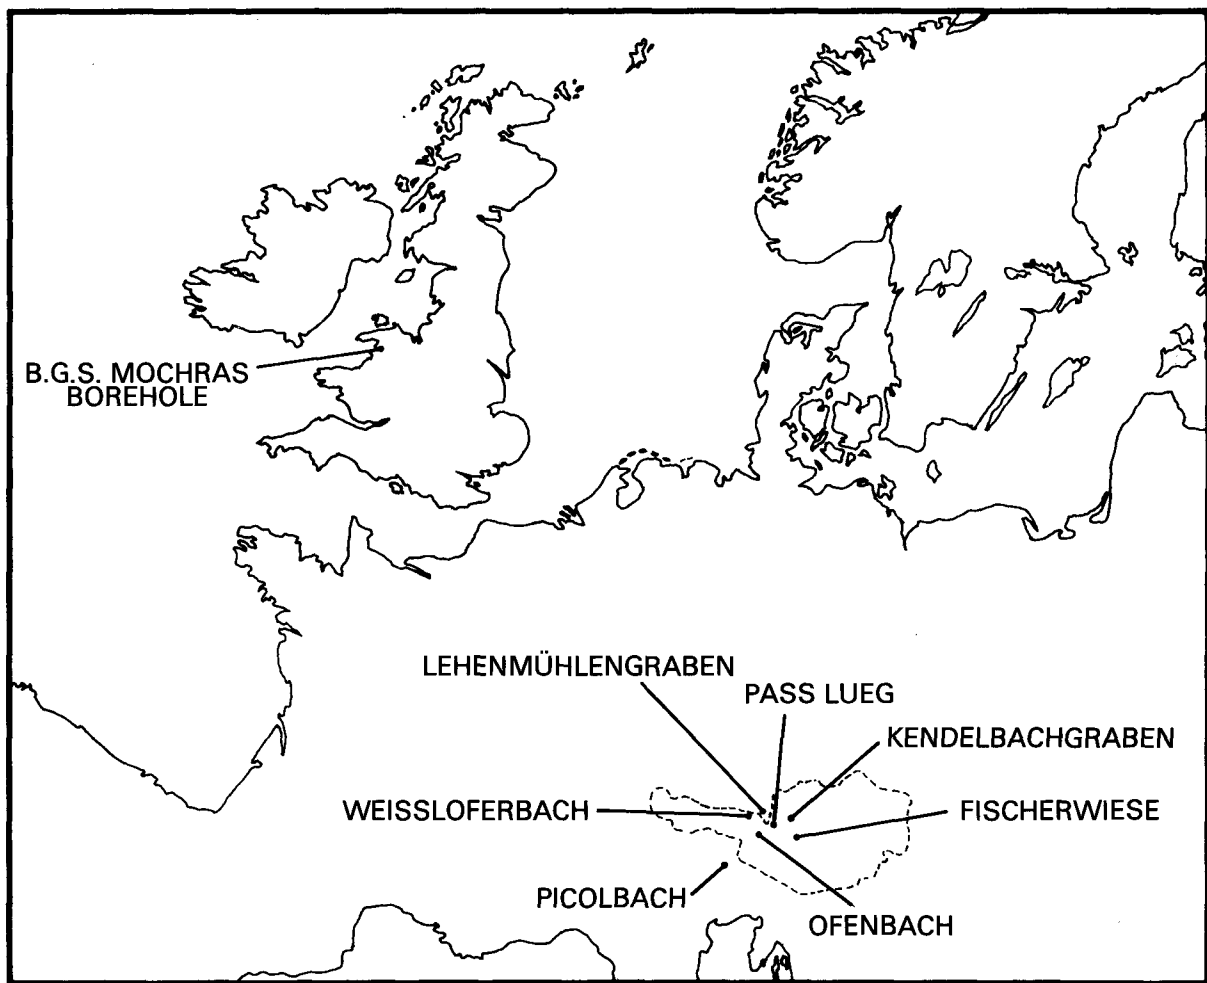 B.G.S. MOCHRAS
BOREHOLE
LEHENMÜHLENGRABEN
PASS LUEG
KENDELBACHGRABEN
WEISSLOFERBACH
FISCHERWIESE
PICOLBACH
OFENBACH